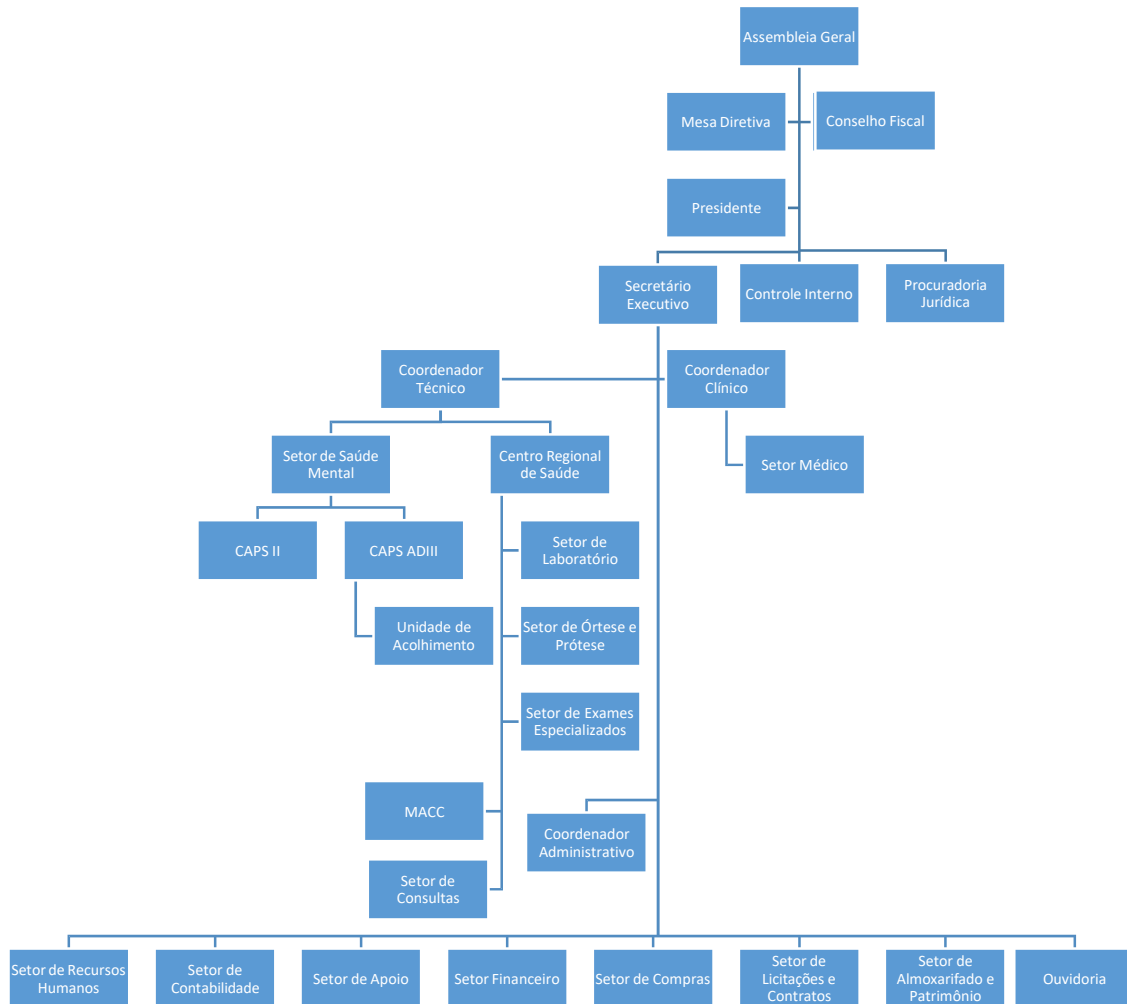 Assembleia Geral
Mesa Diretiva
Conselho Fiscal
Presidente
Secretário
Executivo
Controle Interno
Procuradoria
Jurídica
Coordenador
Técnico
Coordenador
Clínico
Setor de Saúde
Mental
Centro Regional
de Saúde
Setor Médico
CAPS II
CAPS ADIII
Setor de
Laboratório
Unidade de
Acolhimento
Setor de Órtese e
Prótese
Setor de Exames
Especializados
MACC
Coordenador
Administrativo
Setor de
Consultas
Setor de Recursos
Humanos
Setor de
Contabilidade
Setor de Apoio
Setor Financeiro
Setor de Compras
Setor de
Licitações e
Contratos
Setor de
Almoxarifado e
Patrimônio
Ouvidoria